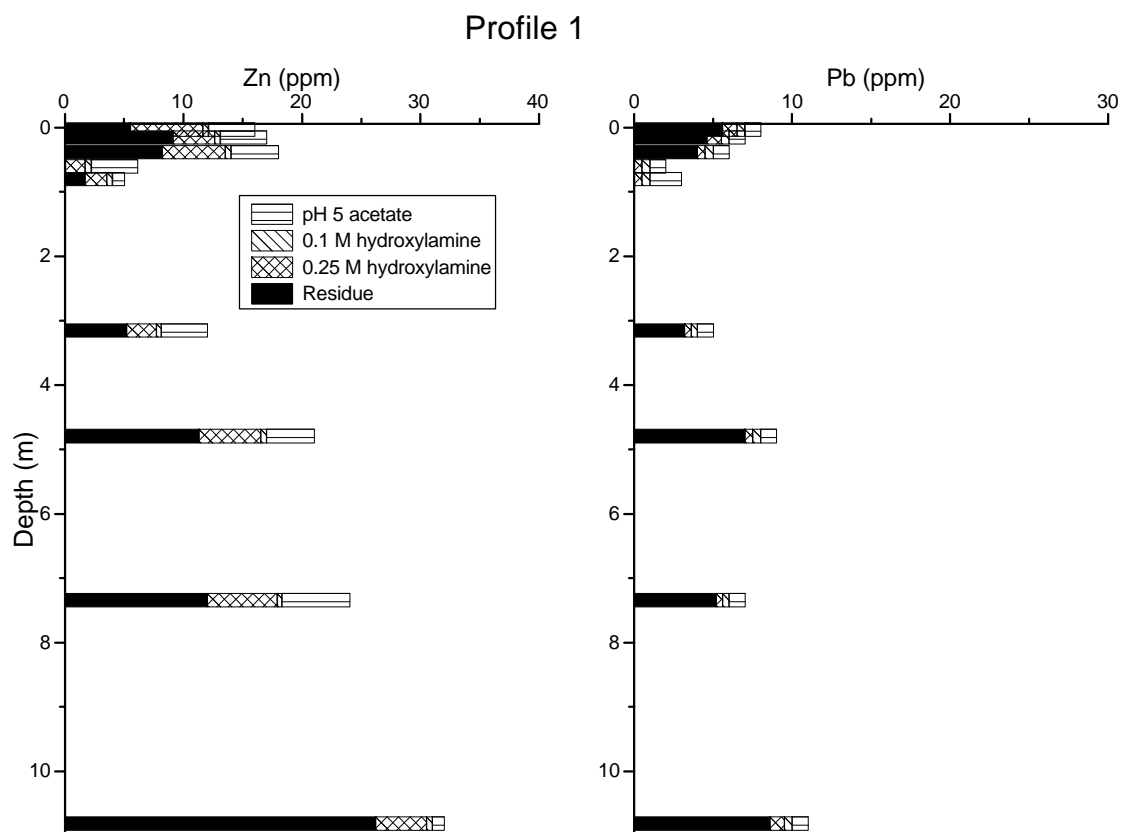 Profile 1
Zn (ppm)
Pb (ppm)
0 10 20 30 40
0 10 20 30
0
2
4
6
8
10
Depth (m)
pH 5 acetate
0.1 M hydroxylamine
0.25 M hydroxylamine
Residue
0
2
4
6
8
10